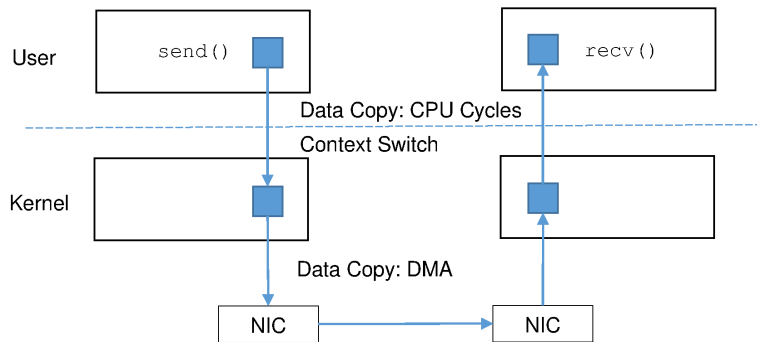 User
send()
recv()
Data Copy: CPU Cycles
Context Switch
Kernel
Data Copy: DMA
NIC
NIC